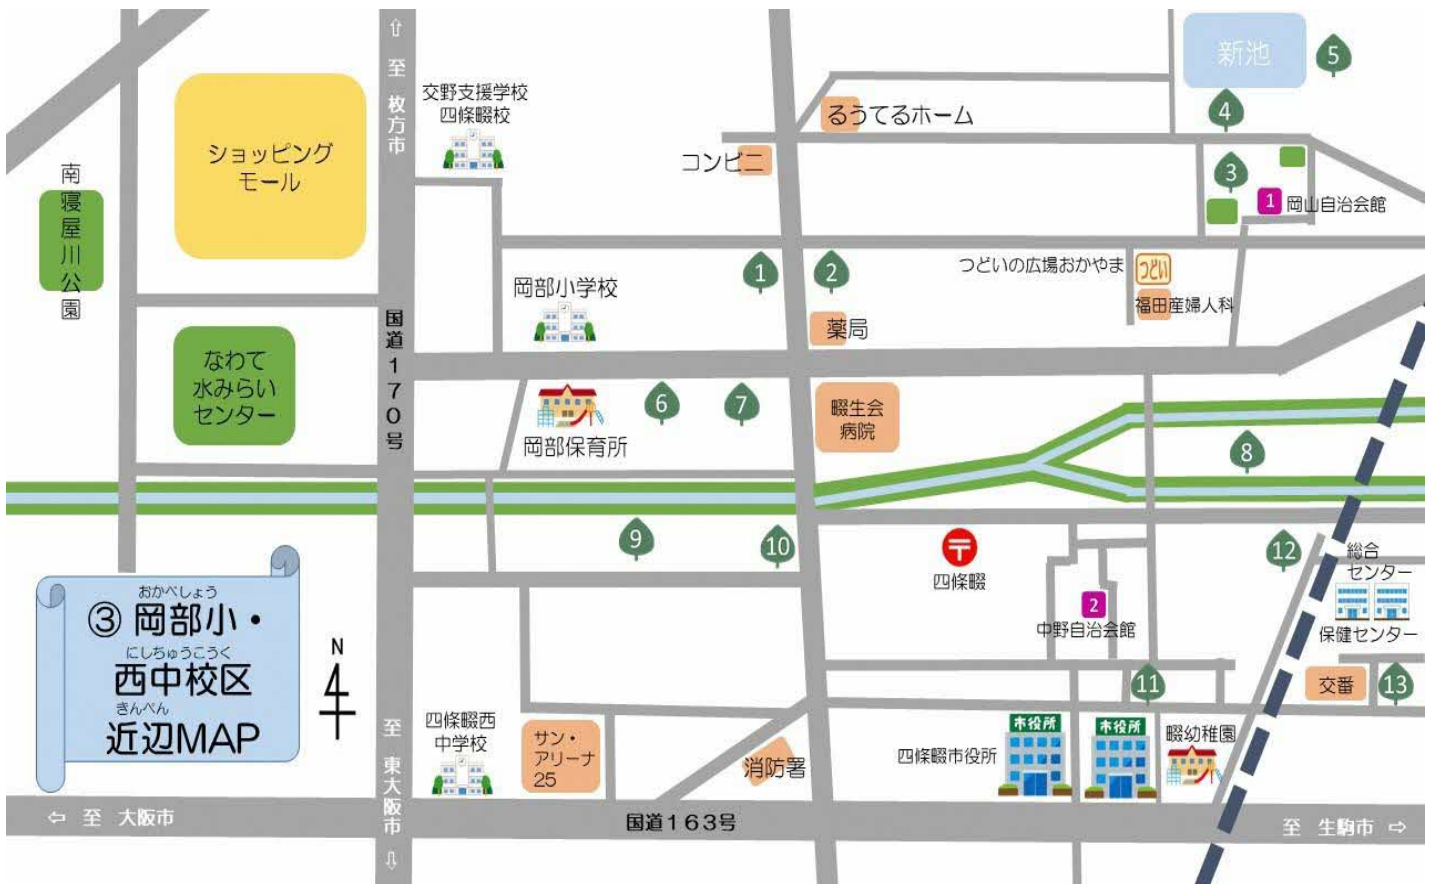 ⇧ 至 枚方市
交野支援学校
四條畷校
ショッピング
モール
南寝屋川公園
コンビニ
るうてるホーム
新池
5
4
3
1
岡山自治会館
1
2
つどいの広場おかやま
つどい
福田産婦人科
岡部小学校
薬局
国道170号
なわて
水みらい
センター
岡部保育所
6
7
畷生会
病院
8
9
10
〒
四條畷
12
総合
センター
保健センター
2
中野自治会館
おかべしょう
③ 岡部小・
にしちゅうこうく
西中校区
きんぺん
近辺MAP
N
11
交番
13
至 東大阪市 ⇩
四條畷西
中学校
サン・
アリーナ
25
消防署
四條畷市役所
市役所
市役所
畷幼稚園
⇦ 至 大阪市
国道163号
至 生駒市 ⇨